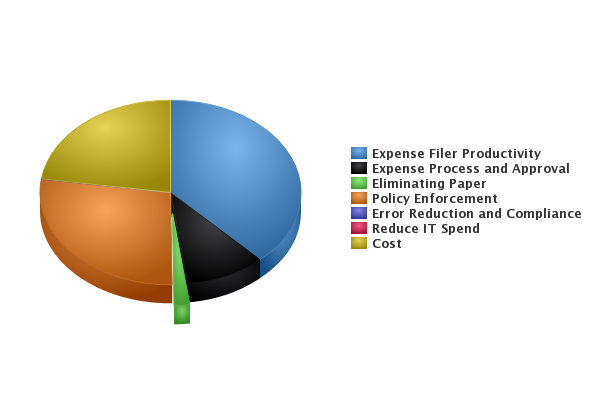 Expense Filer Productivity
Expense Process and Approval
Eliminating Paper
Policy Enforcement
Error Reduction and Compliance
Reduce IT Spend
Cost